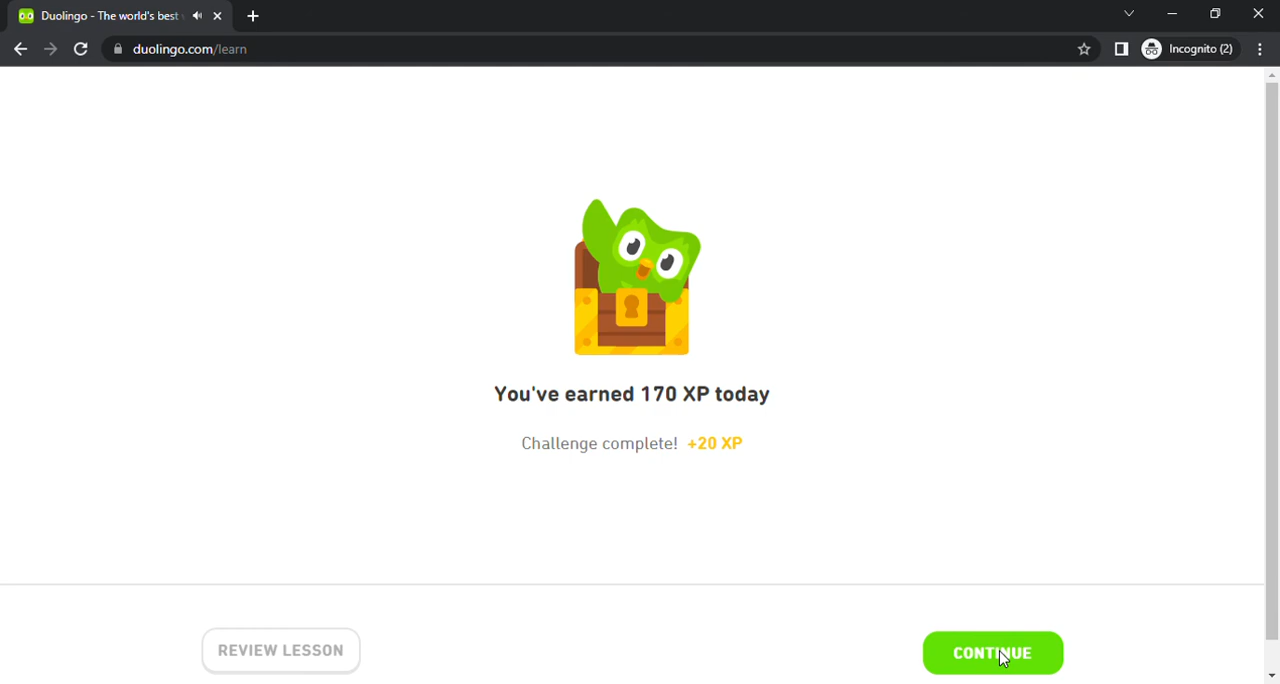 Duolingo - The world's best
duolingo.com/learn
Incognito (2)
You've earned 170 XP today
Challenge complete! +20 XP
REVIEW LESSON
CONTINUE